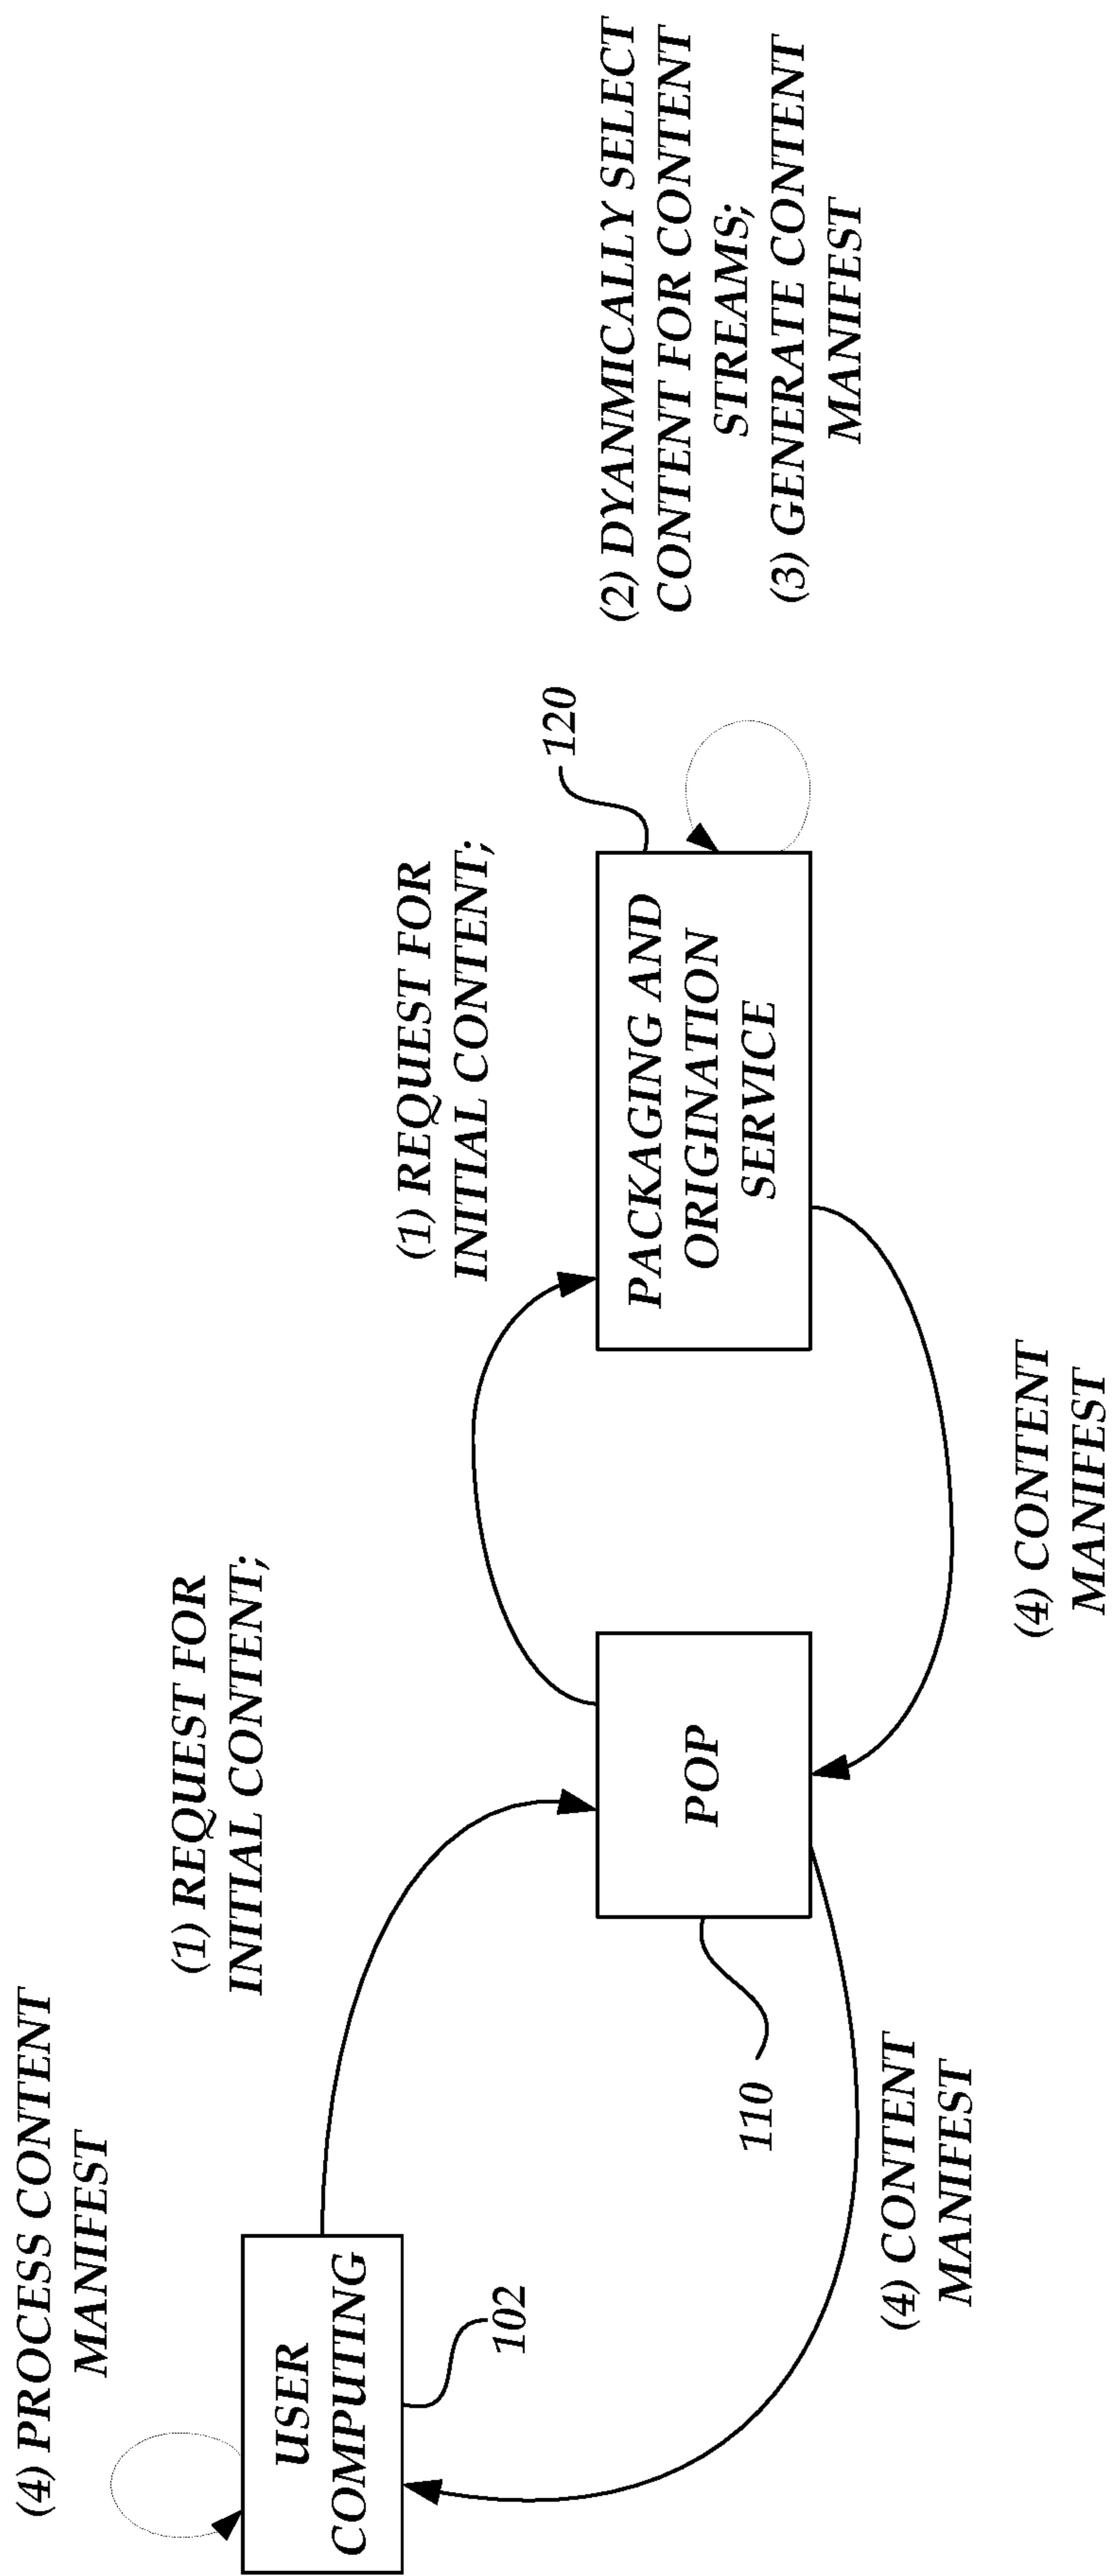 (4) PROCESS CONTENT
MANIFEST
(1) REQUEST FOR
INITIAL CONTENT;
(1) REQUEST FOR
INITIAL CONTENT;
USER
COMPUTING
102
POP
110
PACKAGING AND
ORIGINATION
SERVICE
120
(2) DYANMICALLY SELECT
CONTENT FOR CONTENT
STREAMS;
(3) GENERATE CONTENT
MANIFEST
(4) CONTENT
MANIFEST
(4) CONTENT
MANIFEST